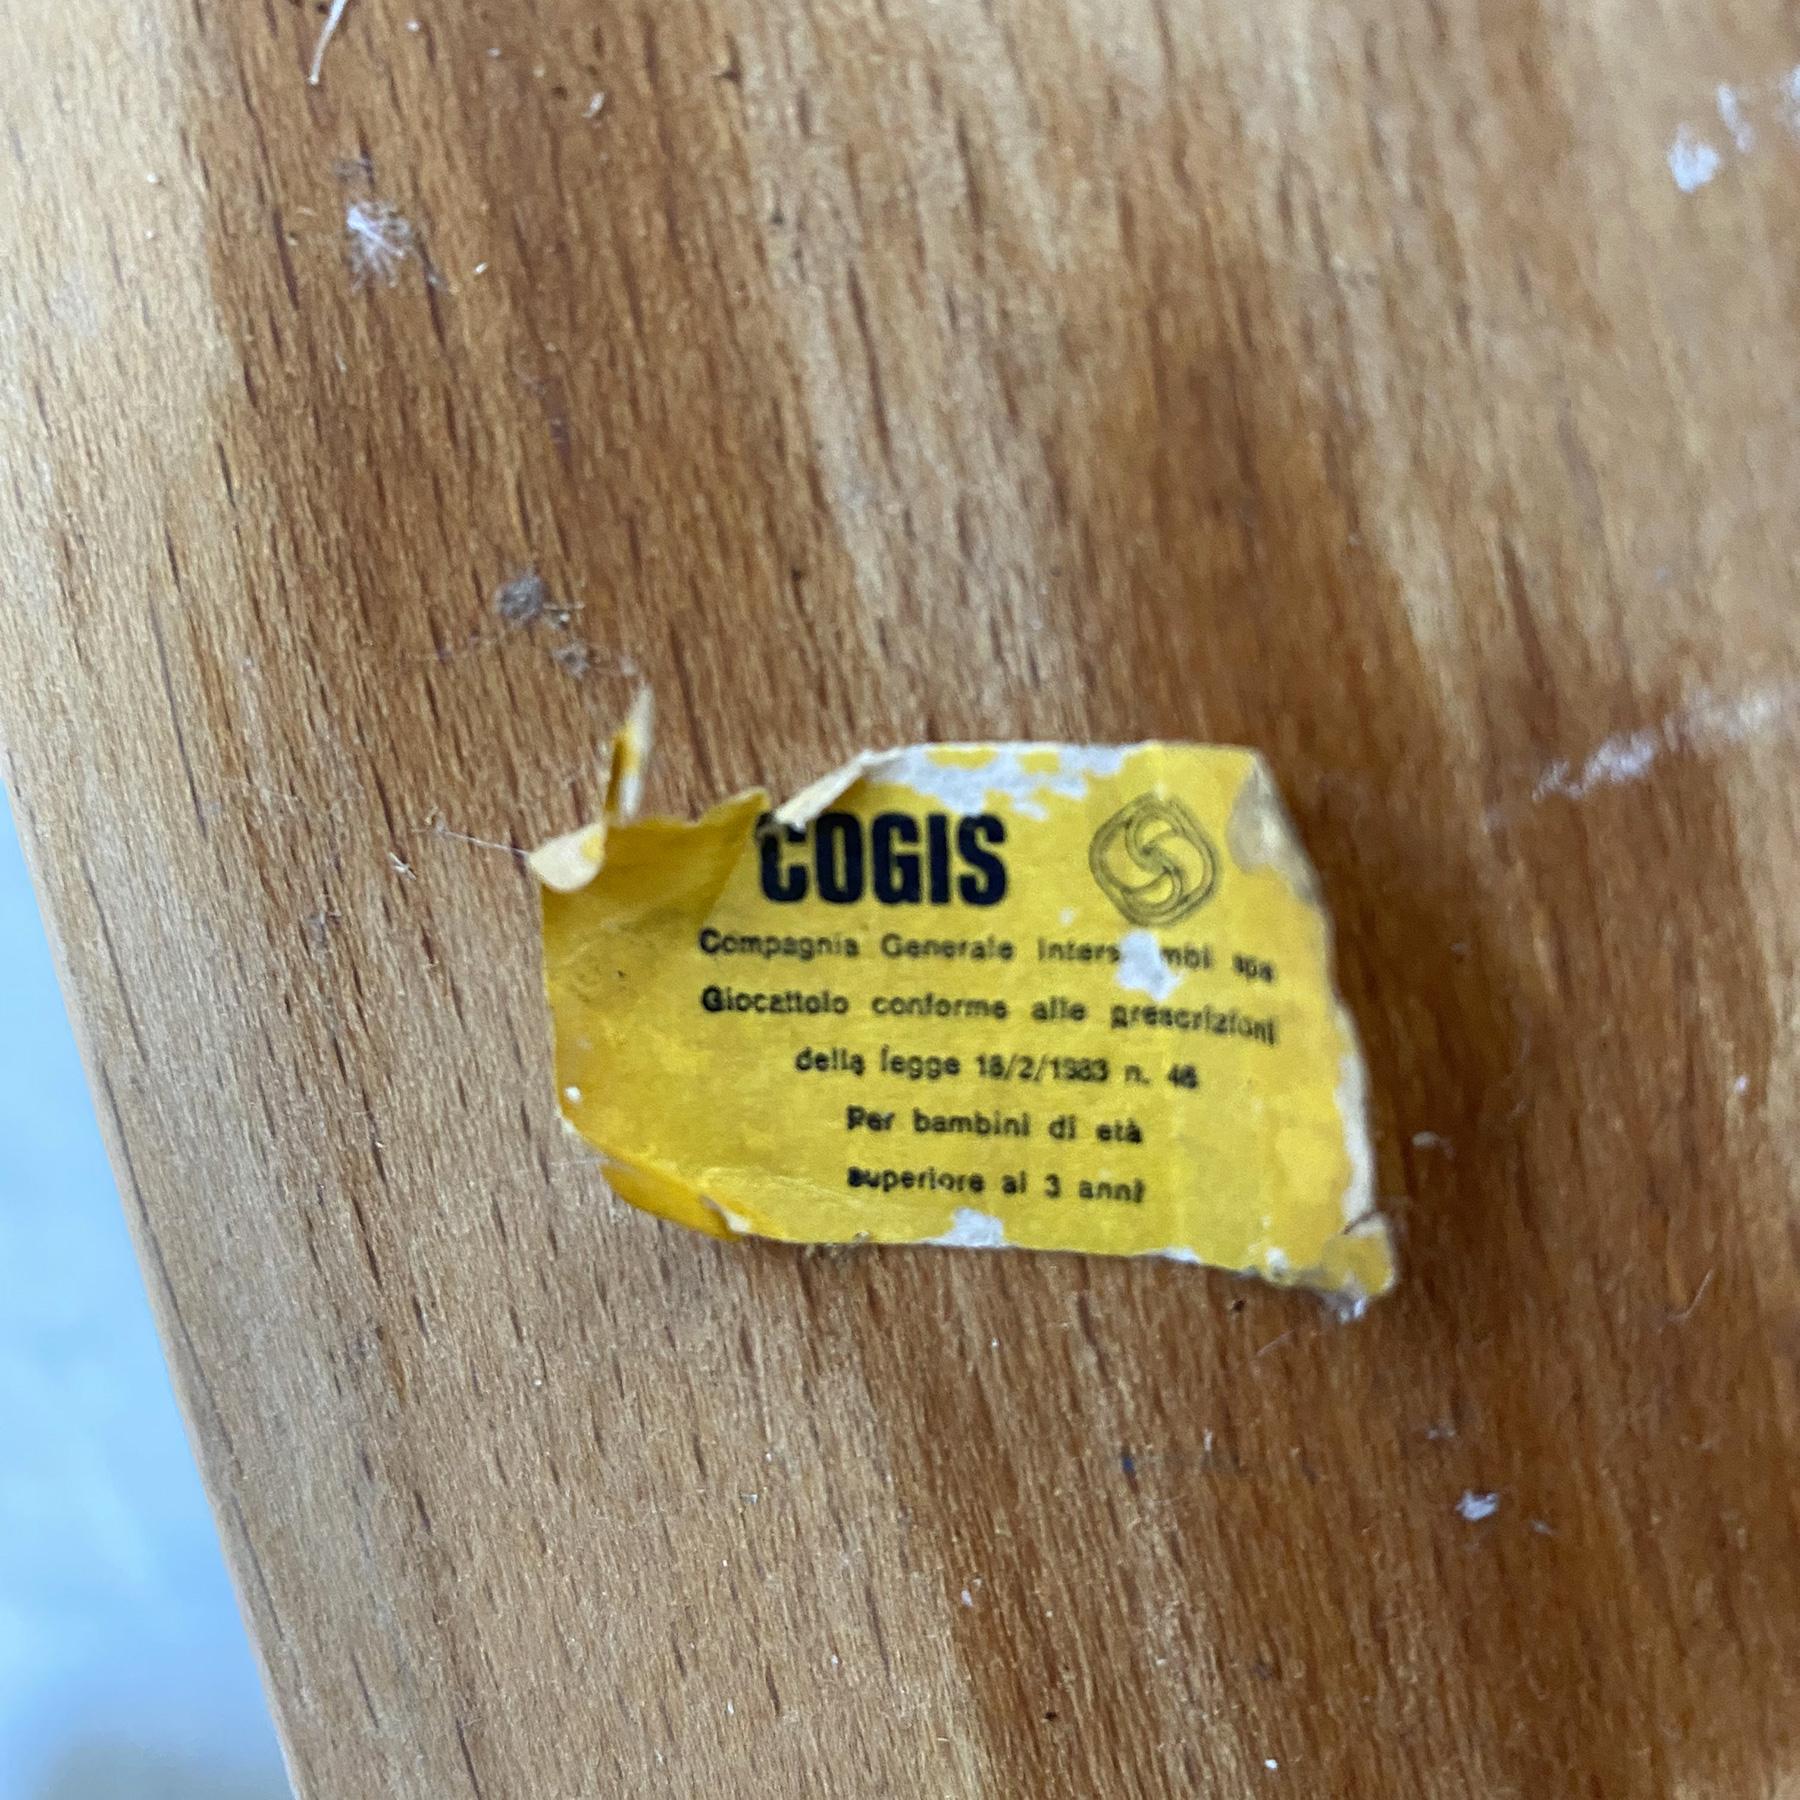 COGIS
Compagnia Generale
Giocattolo conforme alle prescrizioni
della legge 18/2/1983 n. 46
Per bambini di età
superiore ai 3 anni